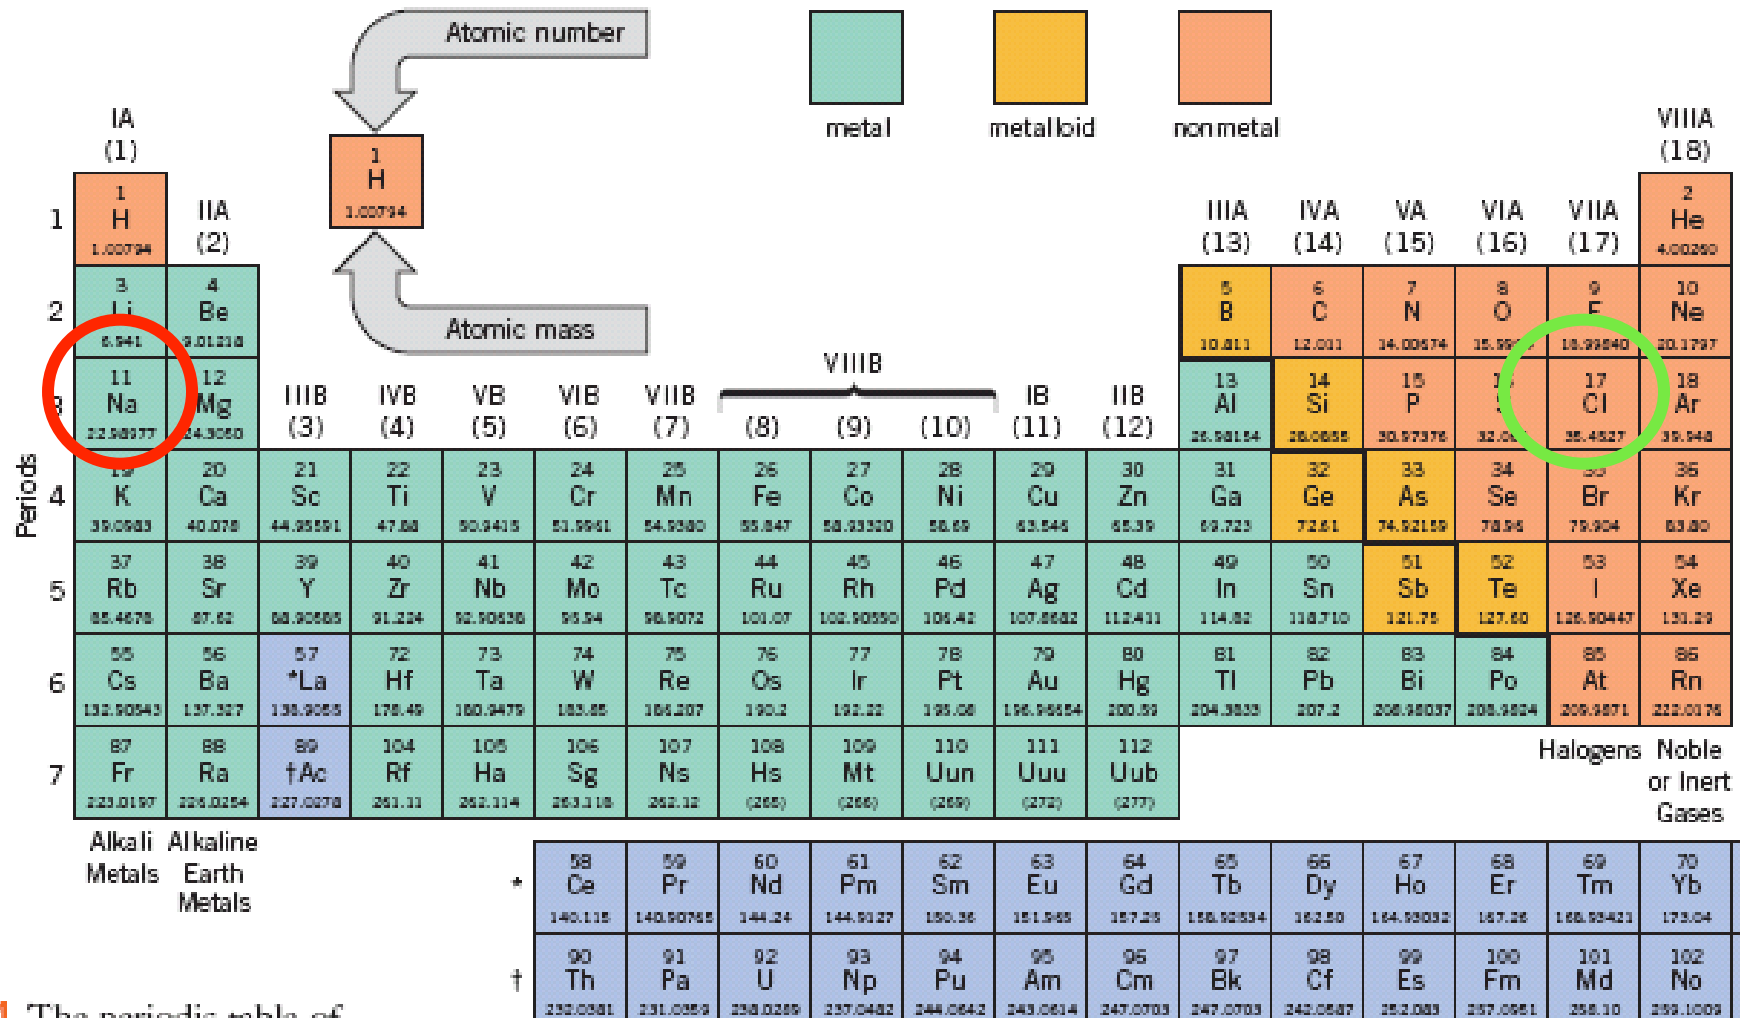 Atomic number
metal metalloid nonmetal
1
H
1.00794
Atomic mass
IA
(1)
VIIIA
(18)
1 2
1 H He
1.00794 4.00260
IIA IIIA IVA VA VIA VIIA
(2) (13) (14) (15) (16) (17)
3 4 5 6 7 8 9 10
2 Li Be B C N O F Ne
6.941 9.01218 10.811 12.011 14.00674 18.99840 20.1797
VIIIB
IIIB IVB VB VIB VIIB IB IIB
(3) (4) (5) (6) (7) (8) (9) (10) (11) (12)
11 12 13 14 15 16 17 18
3 Na Mg Al Si P S Cl Ar
22.98977 24.3050 26.98154 28.0855 30.97376 35.4527 39.948
Periods
19 20 21 22 23 24 25 26 27 28 29 30 31 32 33 34 35 36
4 K Ca Sc Ti V Cr Mn Fe Co Ni Cu Zn Ga Ge As Se Br Kr
39.0983 40.078 44.95591 47.88 50.9415 51.9961 54.9380 55.847 58.93320 58.69 63.546 65.39 69.723 72.61 74.92159 78.96 79.904 83.80
37 38 39 40 41 42 43 44 45 46 47 48 49 50 51 52 53 54
5 Rb Sr Y Zr Nb Mo Tc Ru Rh Pd Ag Cd In Sn Sb Te I Xe
85.4678 87.62 88.90585 91.224 92.90638 95.94 98.9072 101.07 102.90550 106.42 107.8682 112.411 114.82 118.710 121.75 127.60 126.90447 131.29
55 56 57 72 73 74 75 76 77 78 79 80 81 82 83 84 85 86
6 Cs Ba *La Hf Ta W Re Os Ir Pt Au Hg Tl Pb Bi Po At Rn
132.90543 137.327 138.9055 178.49 180.9479 183.85 186.207 190.2 192.22 195.08 196.96654 200.59 204.3833 207.2 208.98037 208.9824 209.9871 222.0176
87 88 89 104 105 106 107 108 109 110 111 112
7 Fr Ra †Ac Rf Ha Sg Ns Hs Mt Uun Uuu Uub
223.0197 226.0254 227.0278 261.11 262.114 263.118 262.12 (265) (266) (269) (272) (277)
Halogens Noble
or Inert
Gases
Alkali Alkaline
Metals Earth
Metals
58 59 60 61 62 63 64 65 66 67 68 69 70
* Ce Pr Nd Pm Sm Eu Gd Tb Dy Ho Er Tm Yb
140.115 140.90765 144.24 144.9127 150.36 151.965 157.25 158.92534 162.50 164.93032 167.26 168.93421 173.04
90 91 92 93 94 95 96 97 98 99 100 101 102
† Th Pa U Np Pu Am Cm Bk Cf Es Fm Md No
232.0381 231.0359 238.0289 237.0482 244.0642 243.0614 247.0703 247.0703 242.0587 252.083 257.0951 258.10 259.1009
The periodic table of